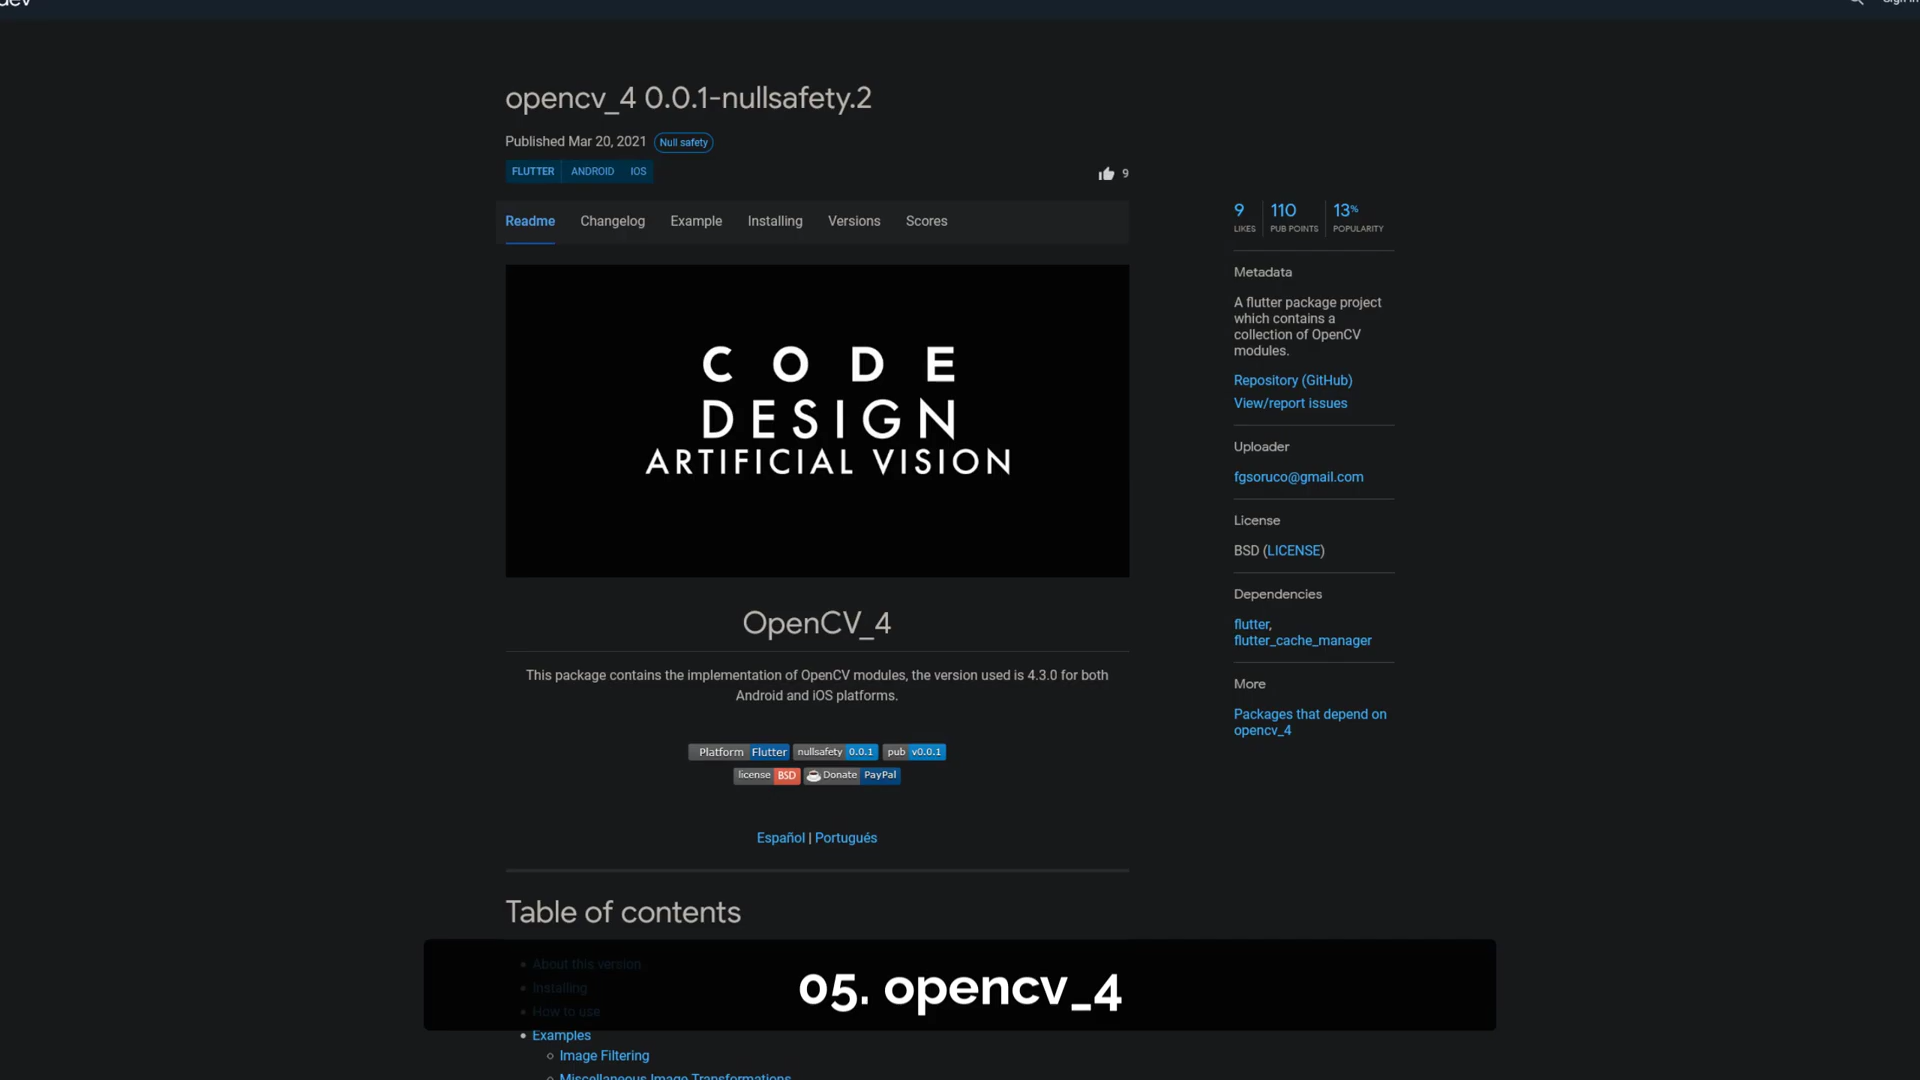 opencv_4 0.0.1-nullsafety.2
Published Mar 20, 2021 Null safety
FLUTTER ANDROID IOS
9
Readme Changelog Example Installing Versions Scores
CODE
DESIGN
ARTIFICIAL VISION
OpenCV_4
This package contains the implementation of OpenCV modules, the version used is 4.3.0 for both
Android and iOS platforms.
Platform Flutter nullsafety 0.0.1 pub v0.0.1
license BSD Donate PayPal
Español | Portugués
Table of contents
About this version
Installing
How to use
Examples
Image Filtering
Miscellaneous Image Transformations
05. opencv_4
9 110 13%
LIKES PUB POINTS POPULARITY
Metadata
A flutter package project
which contains a
collection of OpenCV
modules.
Repository (GitHub)
View/report issues
Uploader
fgsoruco@gmail.com
License
BSD (LICENSE)
Dependencies
flutter,
flutter_cache_manager
More
Packages that depend on
opencv_4